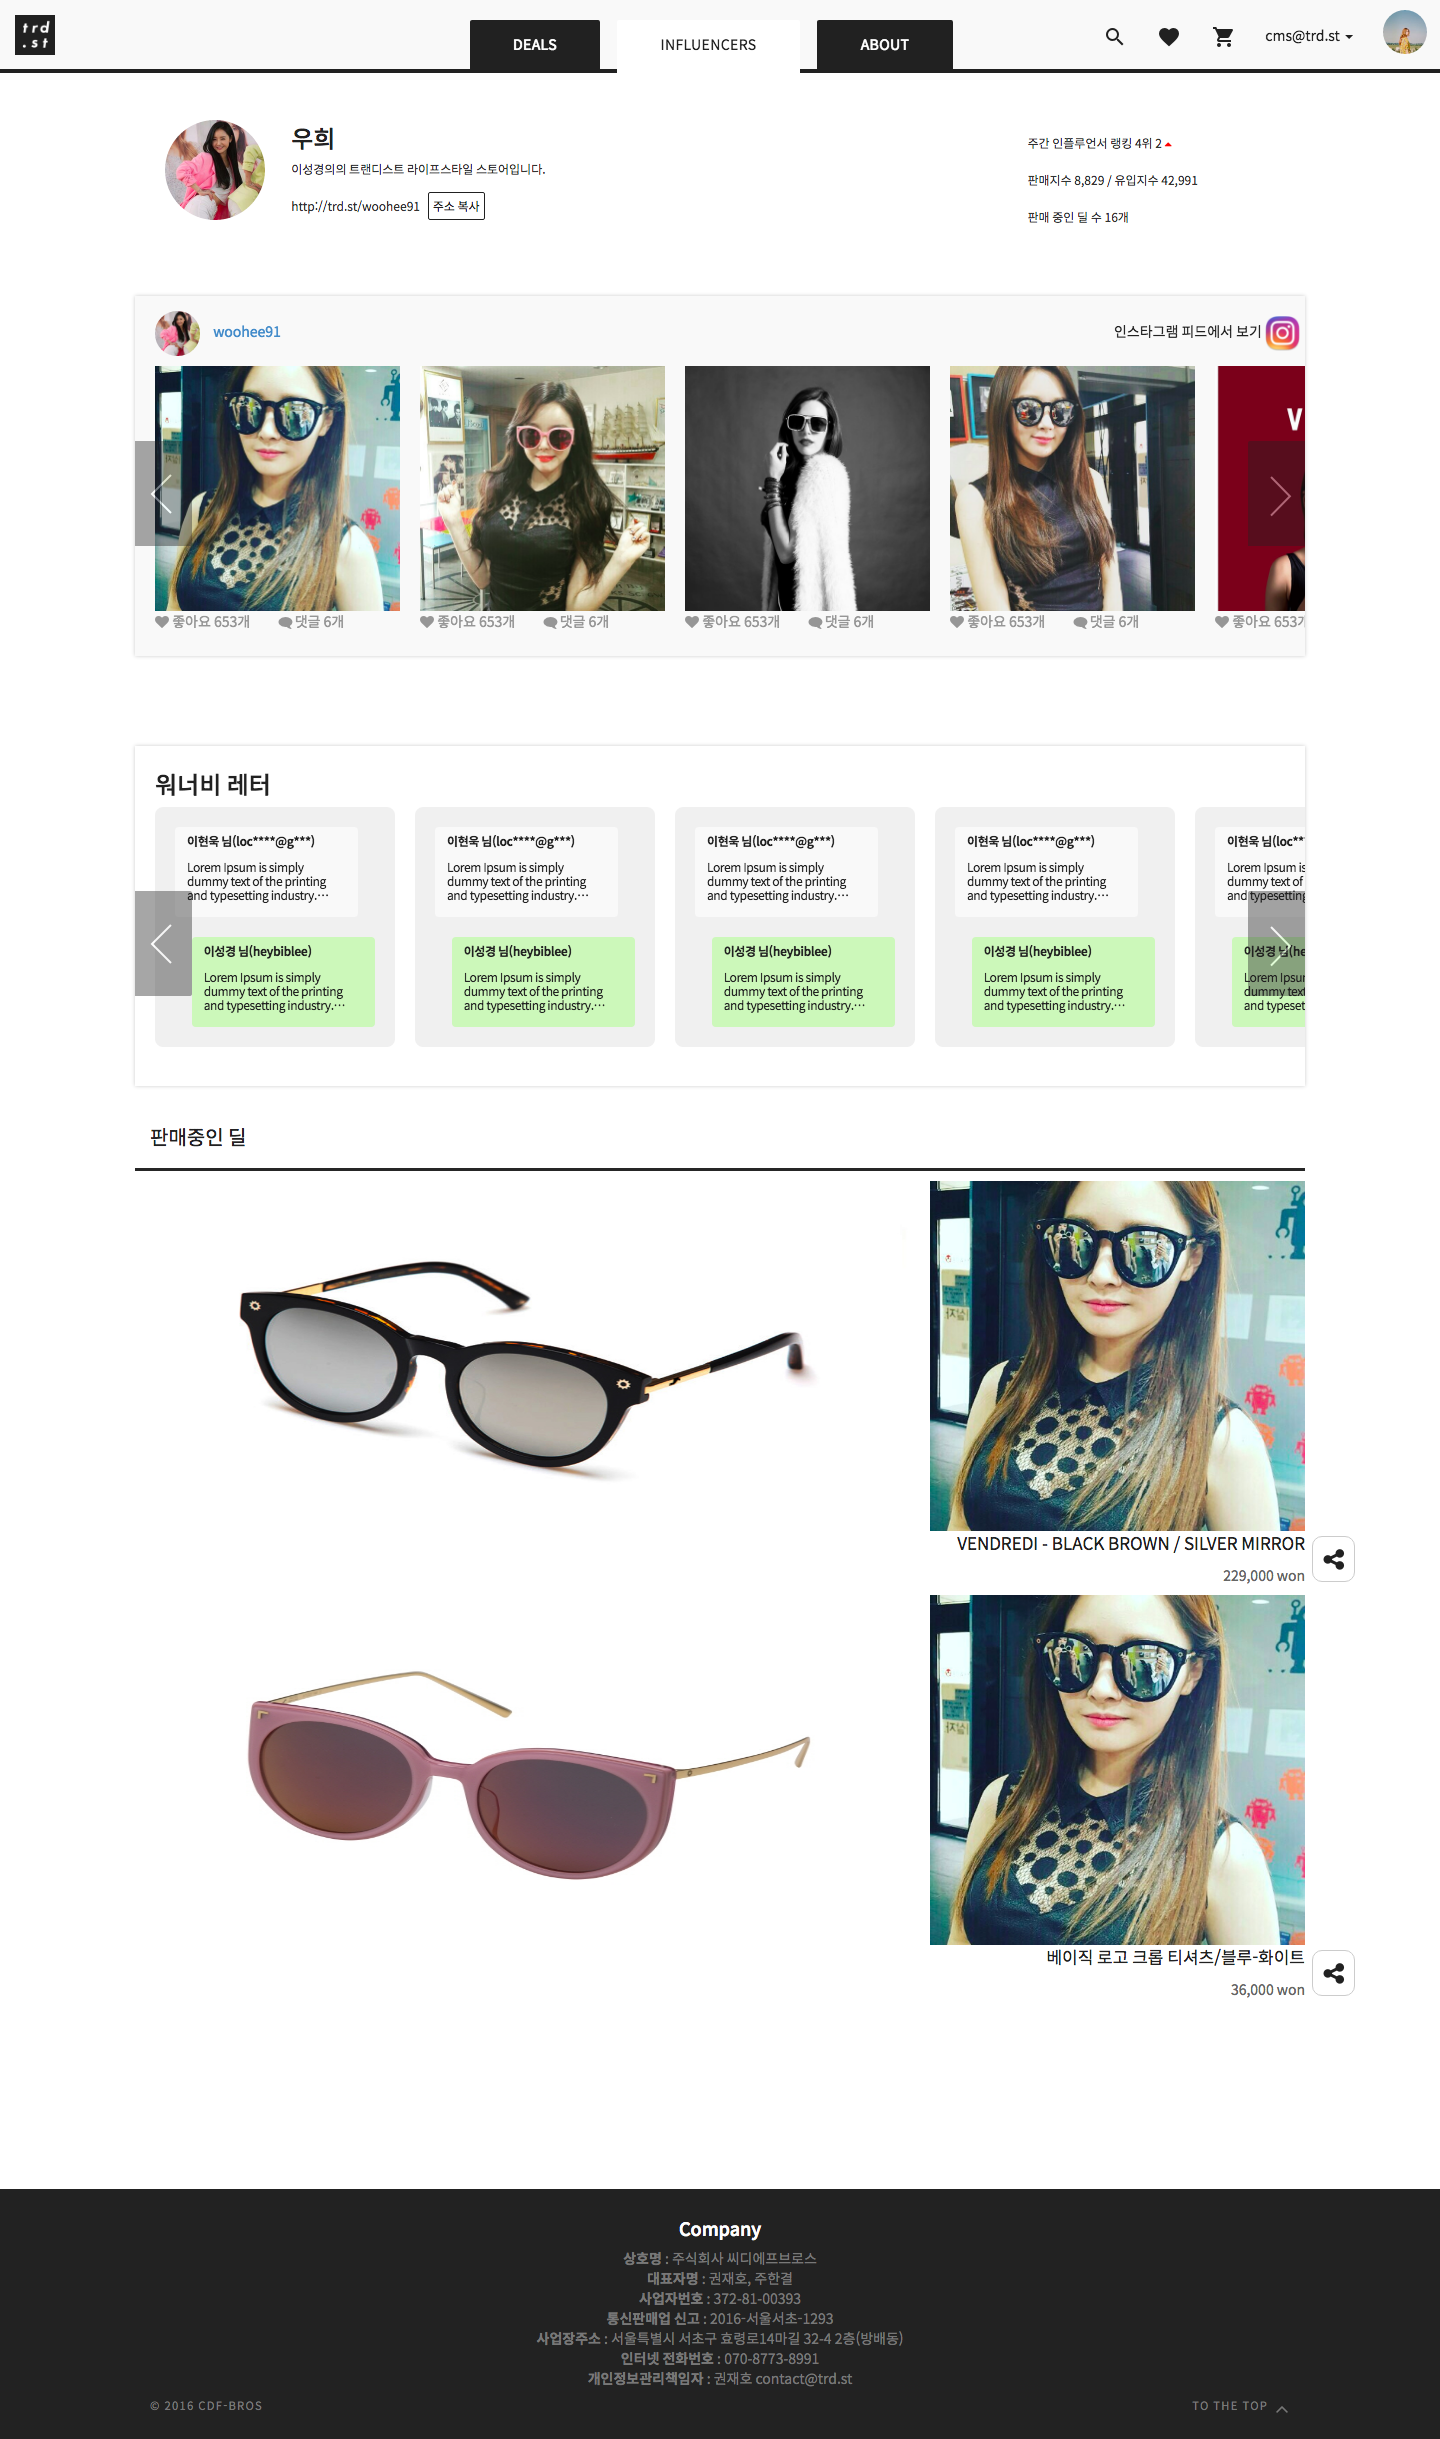 trd
.st
DEALS
INFLUENCERS
ABOUT
cms@trd.st
우희
이성경의의 트랜디스트 라이프스타일 스토어입니다.
http://trd.st/woohee91 주소 복사
주간 인플루언서 랭킹 4위 2
판매지수 8,829 / 유입지수 42,991
판매 중인 딜 수 16개
woohee91
인스타그램 피드에서 보기
V
좋아요 653개 댓글 6개
좋아요 653개 댓글 6개
좋아요 653개 댓글 6개
좋아요 653개 댓글 6개
좋아요 653개
워너비 레터
이현욱 님(loc****@g***)
Lorem Ipsum is simply
dummy text of the printing
and typesetting industry.…
이성경 님(heybiblee)
Lorem Ipsum is simply
dummy text of the printing
and typesetting industry.…
이현욱 님(loc****@g***)
Lorem Ipsum is simply
dummy text of the printing
and typesetting industry.…
이성경 님(heybiblee)
Lorem Ipsum is simply
dummy text of the printing
and typesetting industry.…
이현욱 님(loc****@g***)
Lorem Ipsum is simply
dummy text of the printing
and typesetting industry.…
이성경 님(heybiblee)
Lorem Ipsum is simply
dummy text of the printing
and typesetting industry.…
이현욱 님(loc****@g***)
Lorem Ipsum is simply
dummy text of the printing
and typesetting industry.…
이성경 님(heybiblee)
Lorem Ipsum is simply
dummy text of the printing
and typesetting industry.…
이현욱 님(loc**
Lorem Ipsum is
dummy text of
and typesetting
이성경 님(he
Lorem Ipsum
dummy text
and typeset
판매중인 딜
VENDREDI - BLACK BROWN / SILVER MIRROR
229,000 won
베이직 로고 크롭 티셔츠/블루-화이트
36,000 won
Company
상호명 : 주식회사 씨디에프브로스
대표자명 : 권재호, 주한결
사업자번호 : 372-81-00393
통신판매업 신고 : 2016-서울서초-1293
사업장주소 : 서울특별시 서초구 효령로14마길 32-4 2층(방배동)
인터넷 전화번호 : 070-8773-8991
개인정보관리책임자 : 권재호 contact@trd.st
© 2016 CDF-BROS
TO THE TOP